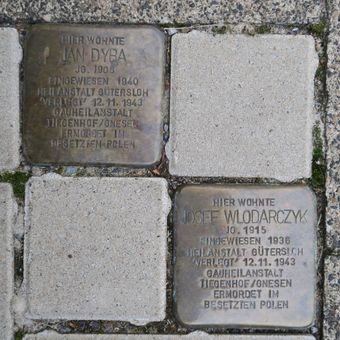 HIER WOHNTE
JAN DYBA
JG. 1905
EINGEWIESEN 1940
HEILANSTALT GÜTERSLOH
"VERLEGT" 12.11.1943
GAUHEILANSTALT
TIEGENHOF/GNESEN
ERMORDET IM
BESETZTEN POLEN
HIER WOHNTE
JOSEF WLODARCZYK
JG. 1915
EINGEWIESEN 1936
HEILANSTALT GÜTERSLOH
"VERLEGT" 12.11.1943
GAUHEILANSTALT
TIEGENHOF/GNESEN
ERMORDET IM
BESETZTEN POLEN